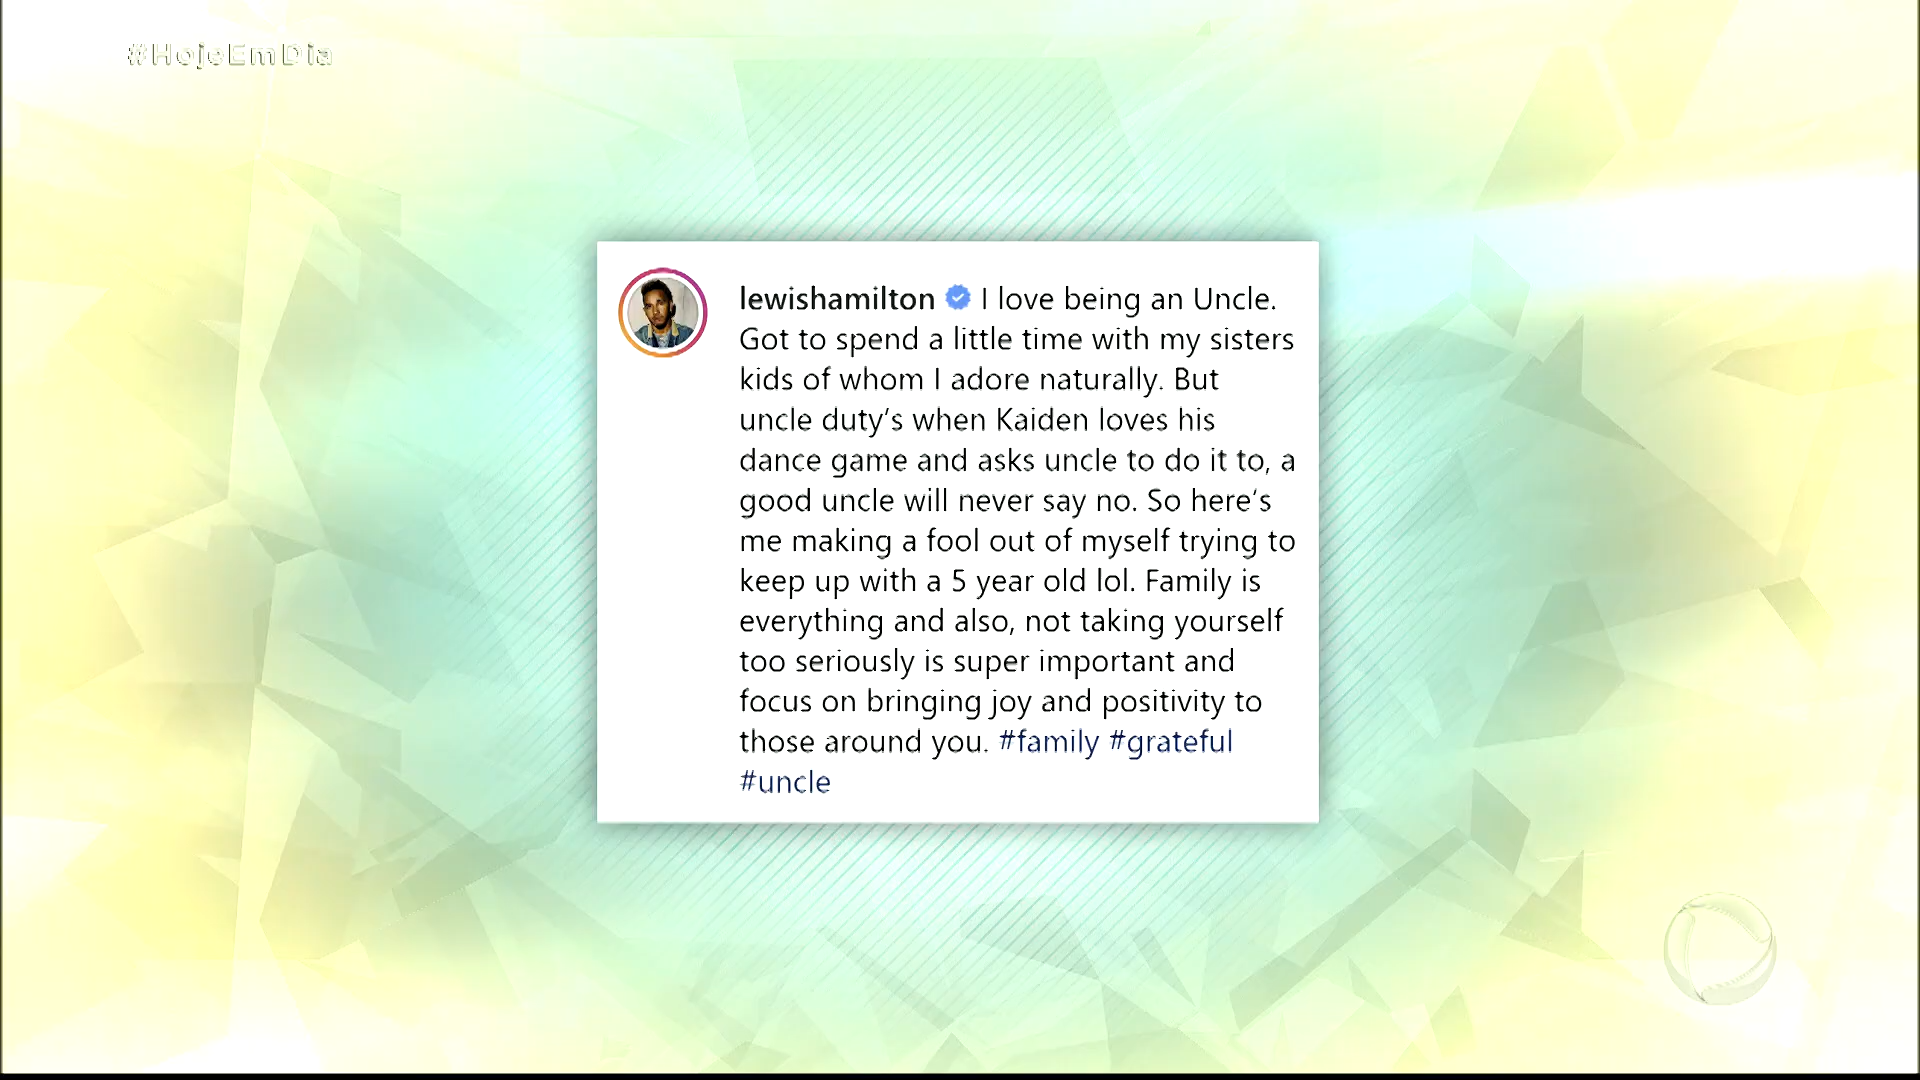 #HojeEmDia
lewishamilton I love being an Uncle.
Got to spend a little time with my sisters
kids of whom I adore naturally. But
uncle duty's when Kaiden loves his
dance game and asks uncle to do it to, a
good uncle will never say no. So here's
me making a fool out of myself trying to
keep up with a 5 year old lol. Family is
everything and also, not taking yourself
too seriously is super important and
focus on bringing joy and positivity to
those around you. #family #grateful
#uncle